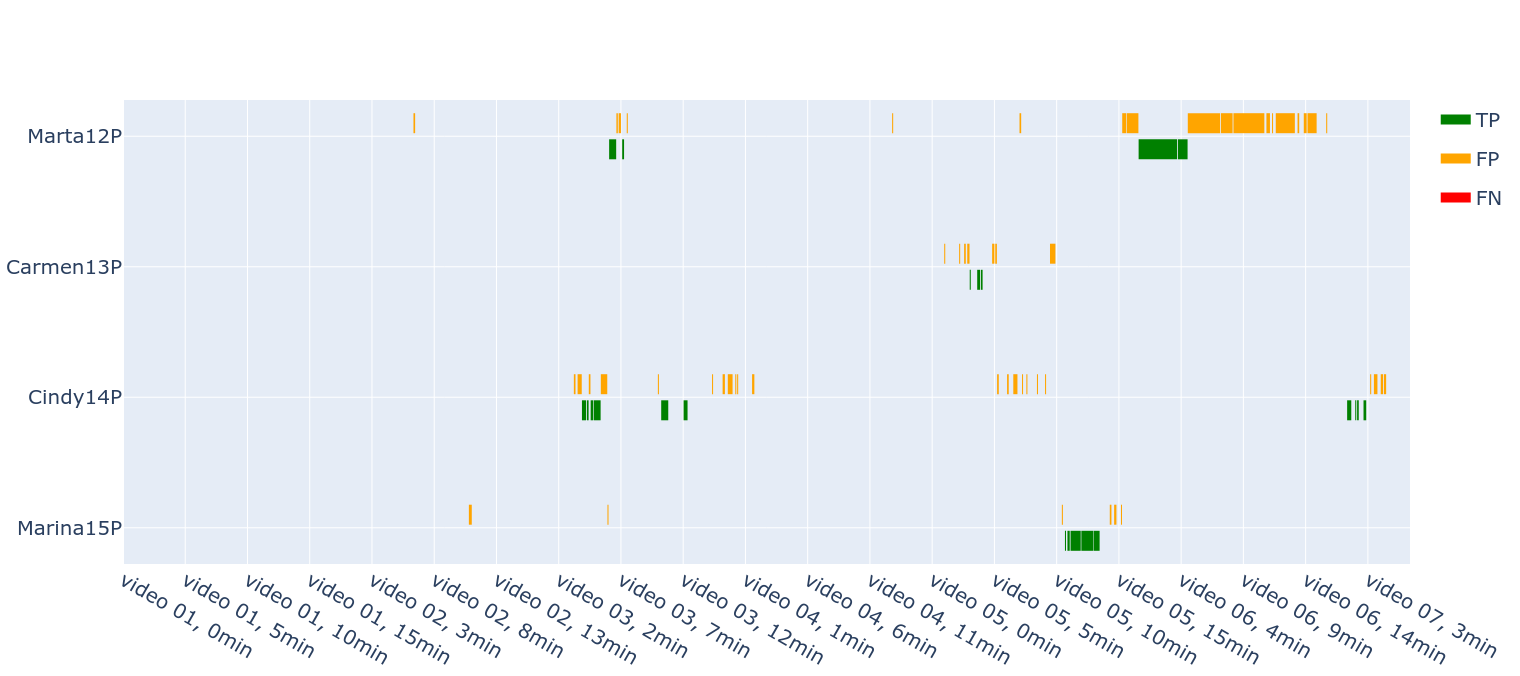 Marta12P
Carmen13P
Cindy14P
Marina15P
TP
FP
FN
video 01, 0min
video 01, 5min
video 01, 10min
video 01, 15min
video 02, 3min
video 02, 8min
video 02, 13min
video 03, 2min
video 03, 7min
video 03, 12min
video 04, 1min
video 04, 6min
video 04, 11min
video 05, 0min
video 05, 5min
video 05, 10min
video 05, 15min
video 06, 4min
video 06, 9min
video 06, 14min
video 07, 3min